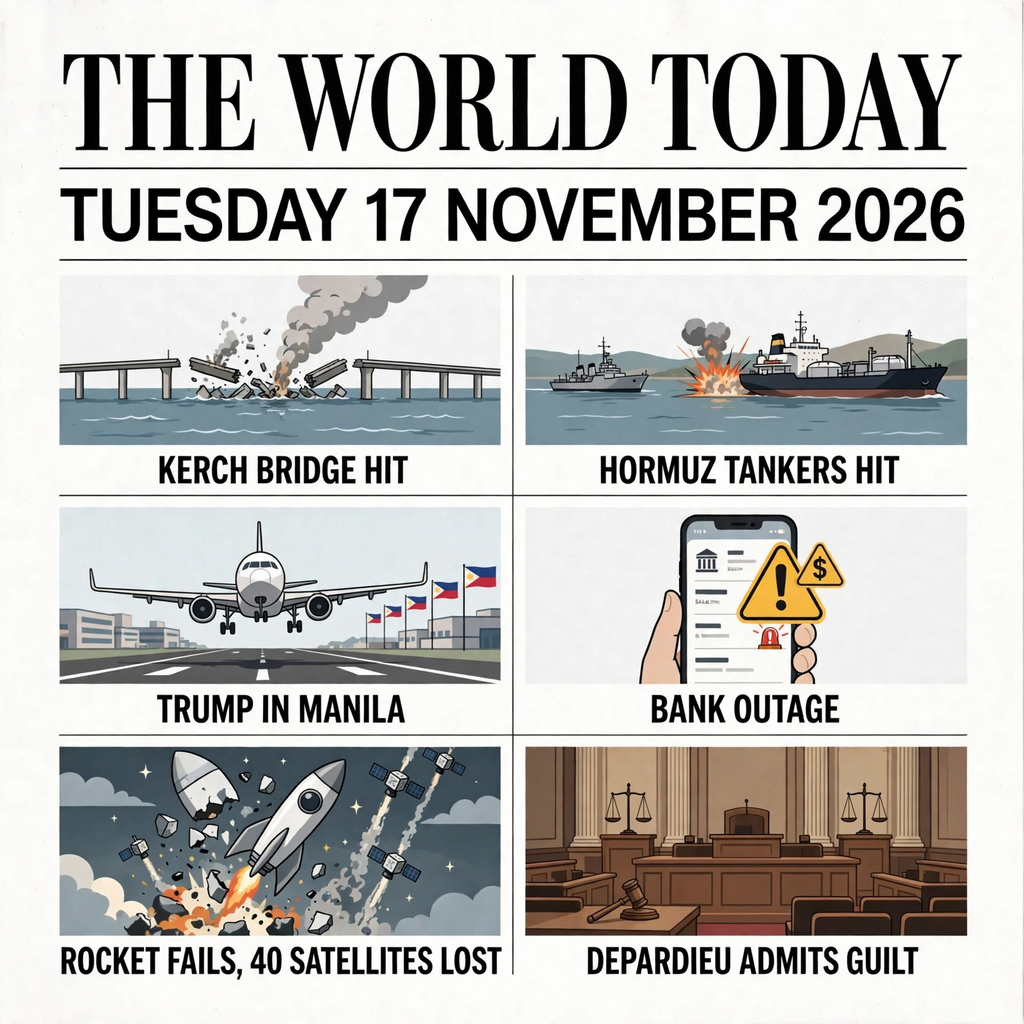 THE WORLD TODAY
TUESDAY 17 NOVEMBER 2026
KERCH BRIDGE HIT
HORMUZ TANKERS HIT
TRUMP IN MANILA
$
BANK OUTAGE
ROCKET FAILS, 40 SATELLITES LOST
DEPARDIEU ADMITS GUILT